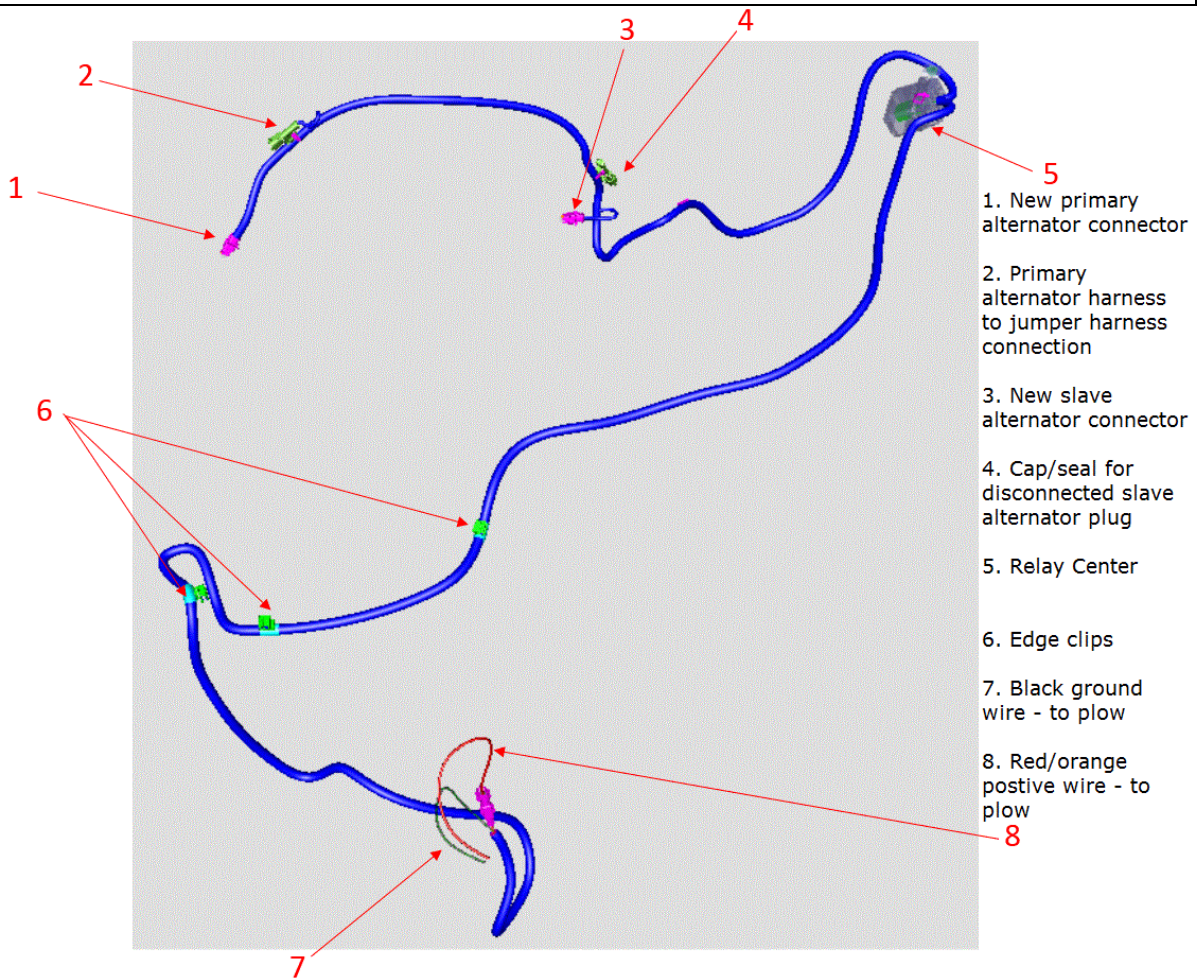 3
4
2
1
5
1. New primary
alternator connector
2. Primary
alternator harness
to jumper harness
connection
3. New slave
alternator connector
6
4. Cap/seal for
disconnected slave
alternator plug
5. Relay Center
6. Edge clips
7. Black ground
wire - to plow
8. Red/orange
postive wire - to
plow
8
7